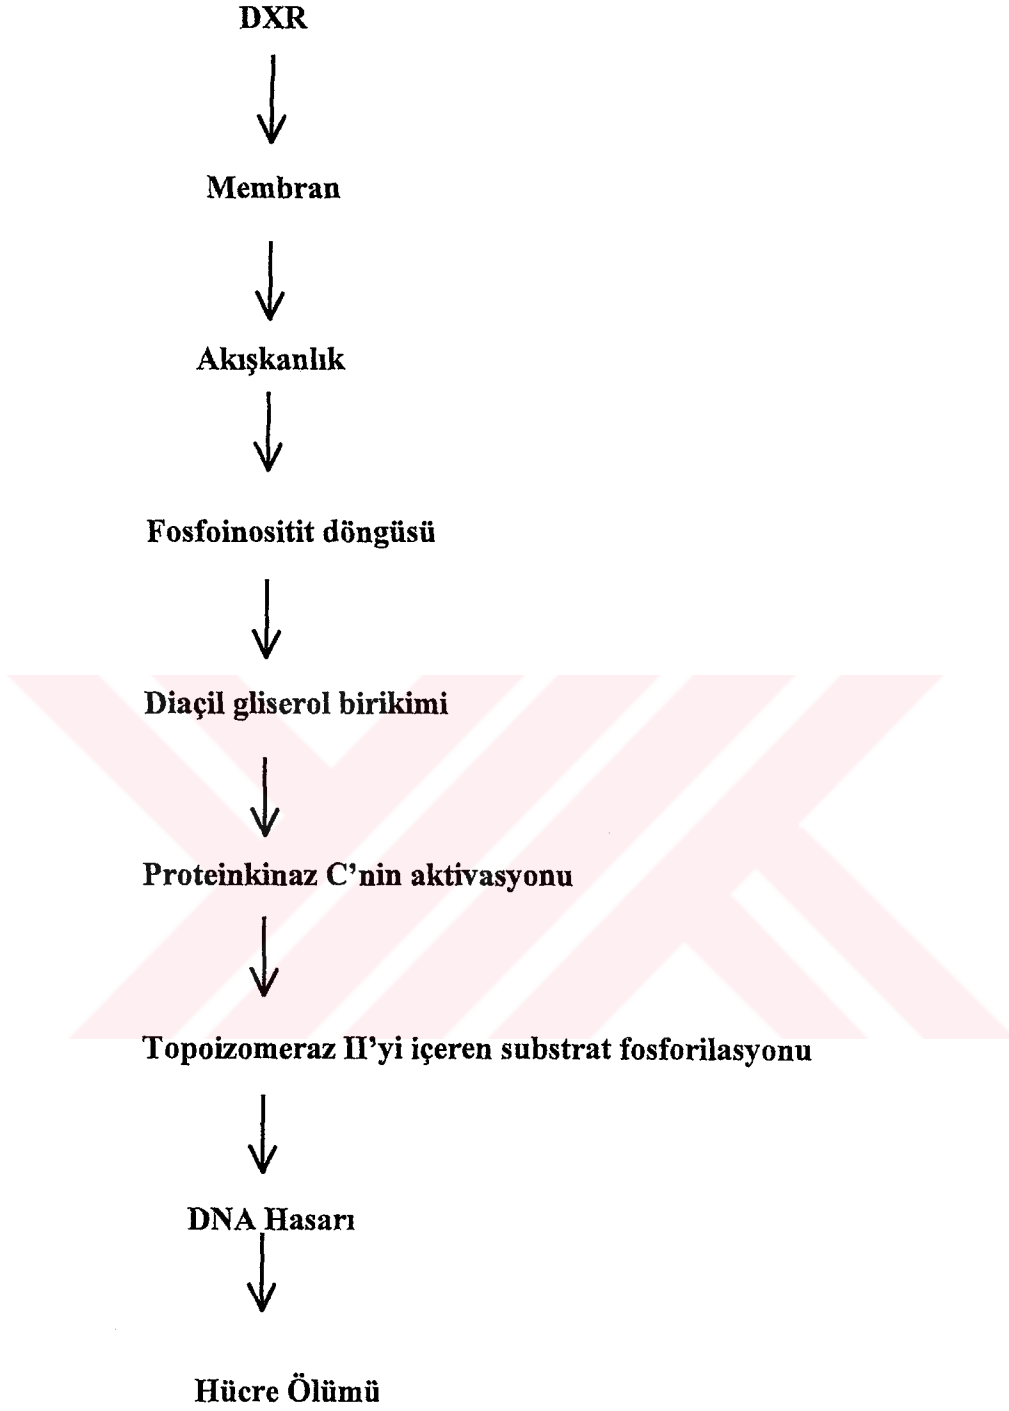 DXR
Membran
Akışkanlık
Fosfoinositit döngüsü
Diaçil gliserol birikimi
Proteinkinaz C’nin aktivasyonu
Topoizomeraz II’yi içeren substrat fosforilasyonu
DNA Hasarı
Hücre Ölümü